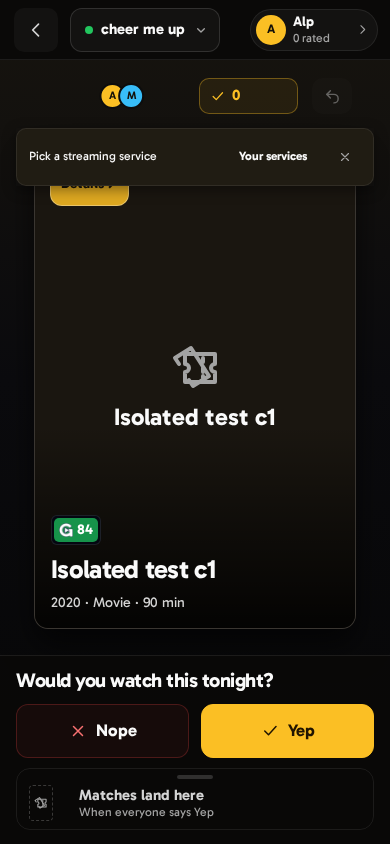 cheer me up
A
Alp
0 rated
A M
0
Pick a streaming service
Your services
Isolated test c1
G 84
Isolated test c1
2020 · Movie · 90 min
Would you watch this tonight?
Nope
Yep
Matches land here
When everyone says Yep